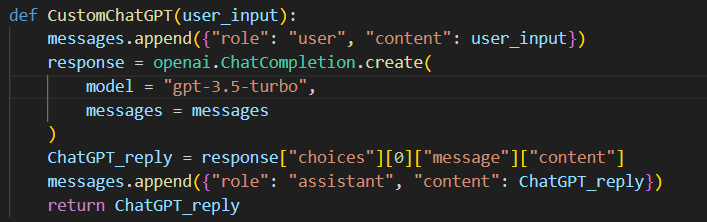 def CustomChatGPT(user_input):
    messages.append({"role": "user", "content": user_input})
    response = openai.ChatCompletion.create(
        model = "gpt-3.5-turbo",
        messages = messages
    )
    ChatGPT_reply = response["choices"][0]["message"]["content"]
    messages.append({"role": "assistant", "content": ChatGPT_reply})
    return ChatGPT_reply